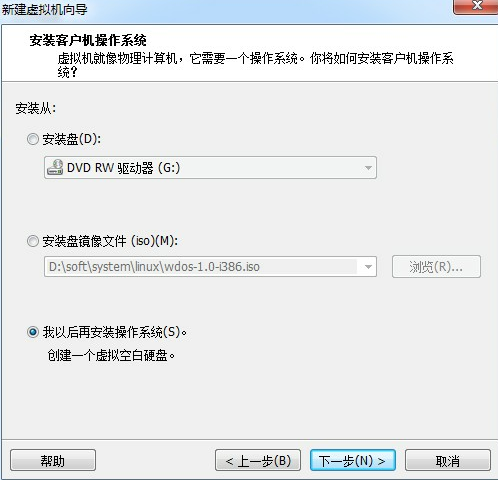 新建虚拟机向导
安装客户机操作系统
虚拟机就像物理计算机，它需要一个操作系统。你将如何安装客户机操作系
统？
安装从:
安装盘(D):
DVD RW 驱动器 (G:)
安装盘镜像文件 (iso)(M):
D:\soft\system\linux\wdos-1.0-i386.iso
浏览(R)...
我以后再安装操作系统(S)。
创建一个虚拟空白硬盘。
帮助
< 上一步(B)
下一步(N) >
取消